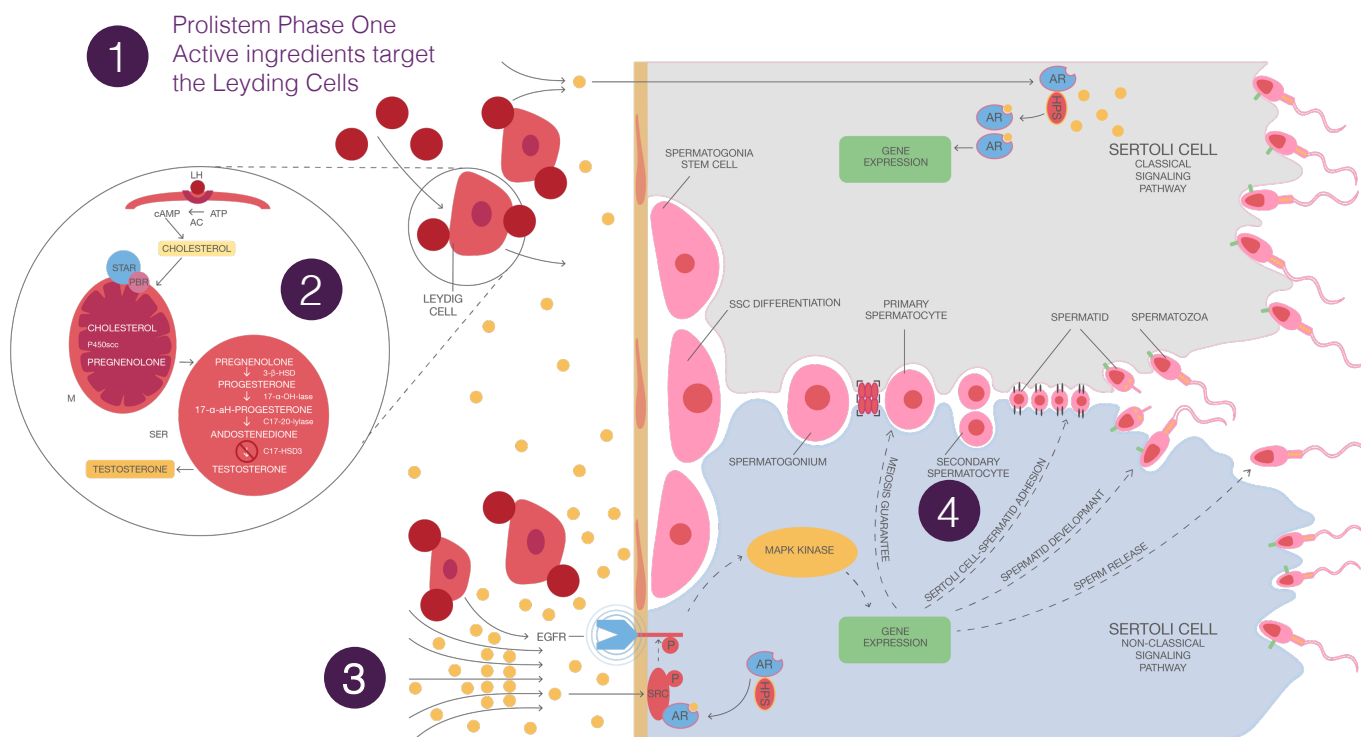 1
Prolistem Phase One
Active ingredients target
the Leyding Cells
LH
cAMP
ATP
AC
CHOLESTEROL
STAR
PBR
CHOLESTEROL
P450scc
PREGNENOLONE
M
2
PREGNENOLONE
3-β-HSD
PROGESTERONE
17-α-OH-lase
17-α-aH-PROGESTERONE
C17-20-lylase
ANDOSTENEDIONE
C17-HSD3
TESTOSTERONE
SER
TESTOSTERONE
LEYDIG
CELL
3
EGFR
P
P
SRC
AR
AR
HPS
SPERMATOGONIA
STEM CELL
GENE
EXPRESSION
AR
AR
AR
HPS
SERTOLI CELL
CLASSICAL
SIGNALING
PATHWAY
SSC DIFFERENTIATION
PRIMARY
SPERMATOCYTE
SPERMATID
SPERMATOZOA
SPERMATOGONIUM
SECONDARY
SPERMATOCYTE
4
MAPK KINASE
MEIOSIS GUARANTEE
SERTOLI CELL-SPERMATID ADHESION
SPERMATID DEVELOPMANT
SPERM RELEASE
GENE
EXPRESSION
SERTOLI CELL
NON-CLASSICAL
SIGNALING
PATHWAY